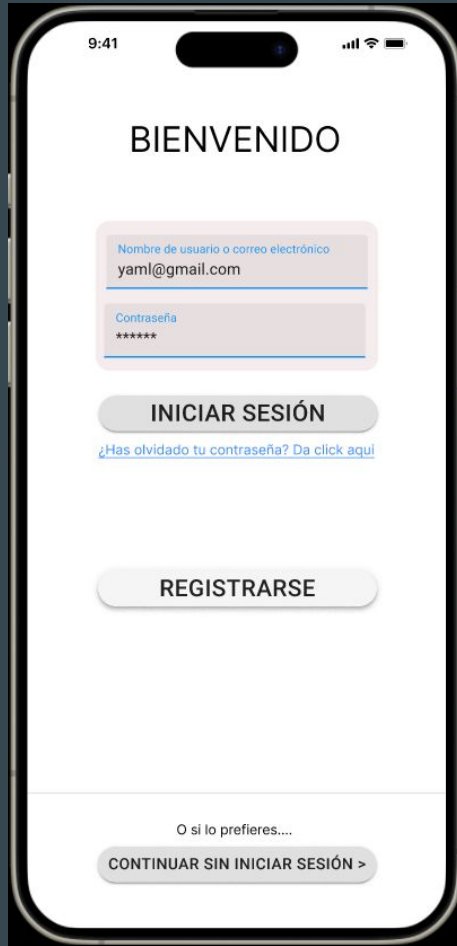 9:41
BIENVENIDO
Nombre de usuario o correo electrónico
yaml@gmail.com
Contraseña
******
INICIAR SESIÓN
¿Has olvidado tu contraseña? Da click aqui
REGISTRARSE
O si lo prefieres....
CONTINUAR SIN INICIAR SESIÓN >